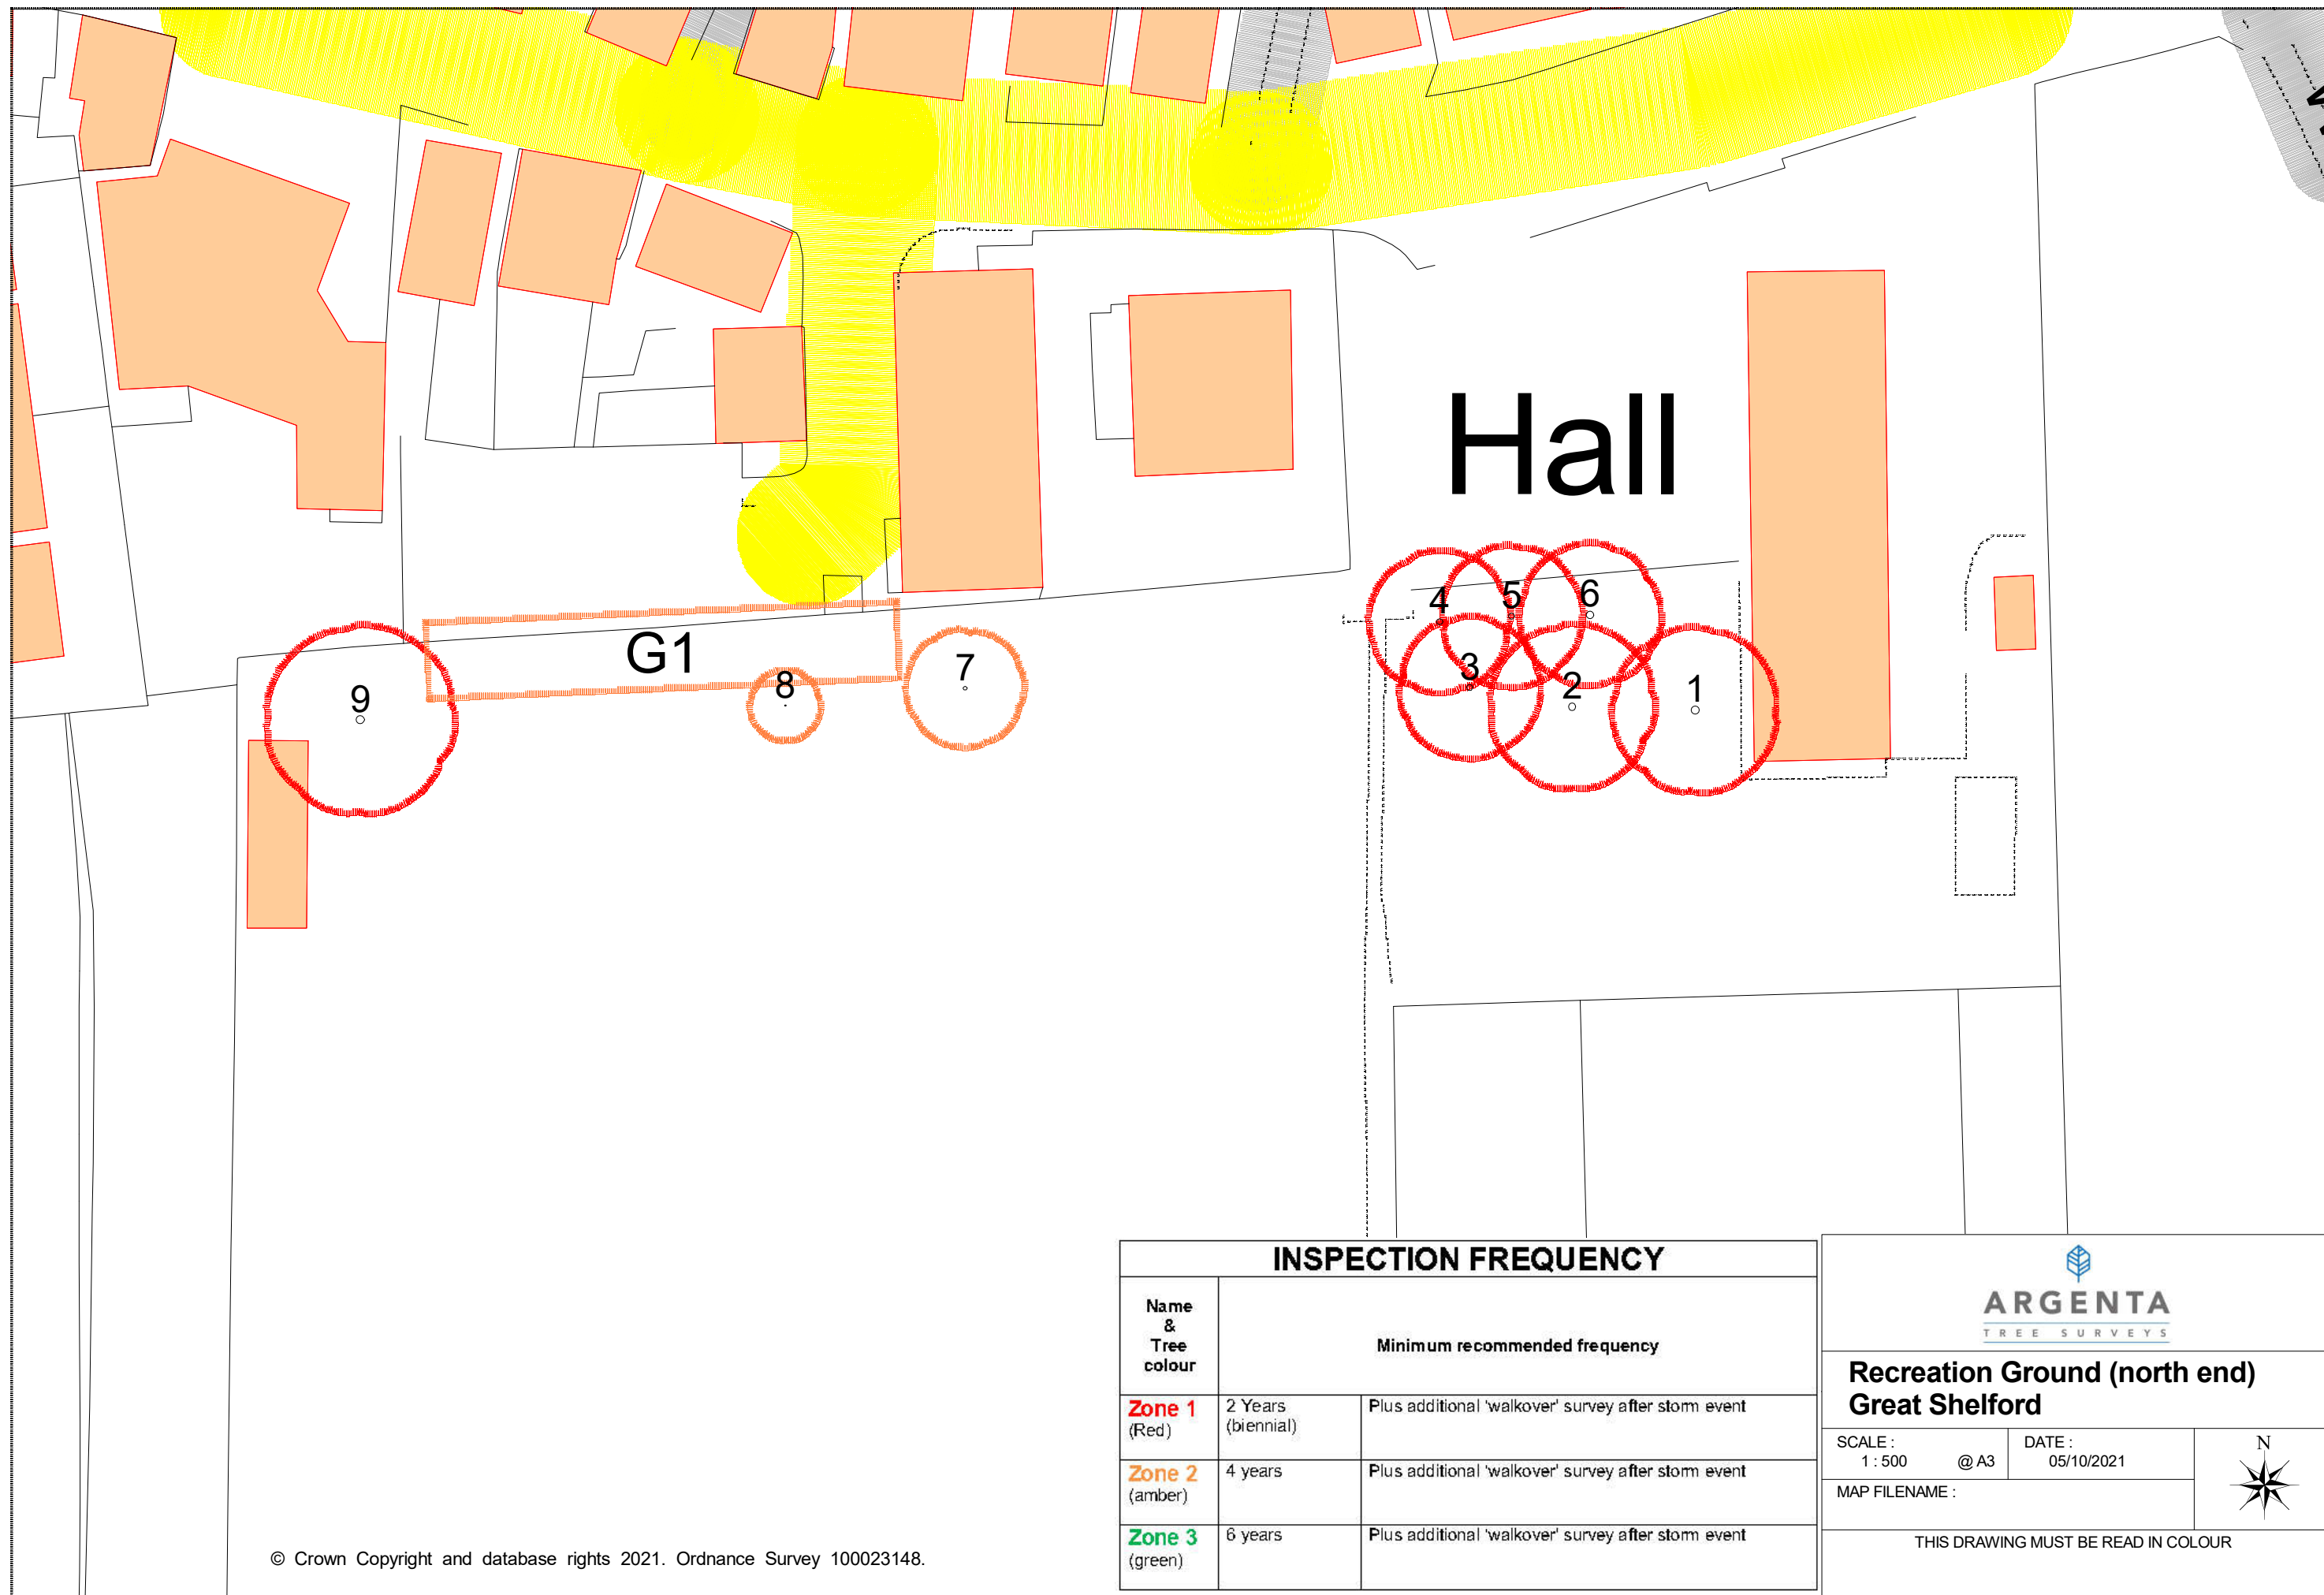 Hall
4
5
6
3
2
1
G1
9
8
7
INSPECTION FREQUENCY
Name
&
Tree
colour
Minimum recommended frequency
Zone 1
(Red)
2 Years
(biennial)
Plus additional 'walkover' survey after storm event
Zone 2
(amber)
4 years
Plus additional 'walkover' survey after storm event
Zone 3
(green)
6 years
Plus additional 'walkover' survey after storm event
ARGENTA
TREE SURVEYS
Recreation Ground (north end)
Great Shelford
SCALE :
1 : 500 @ A3
DATE :
05/10/2021
N
MAP FILENAME :
THIS DRAWING MUST BE READ IN COLOUR
© Crown Copyright and database rights 2021. Ordnance Survey 100023148.